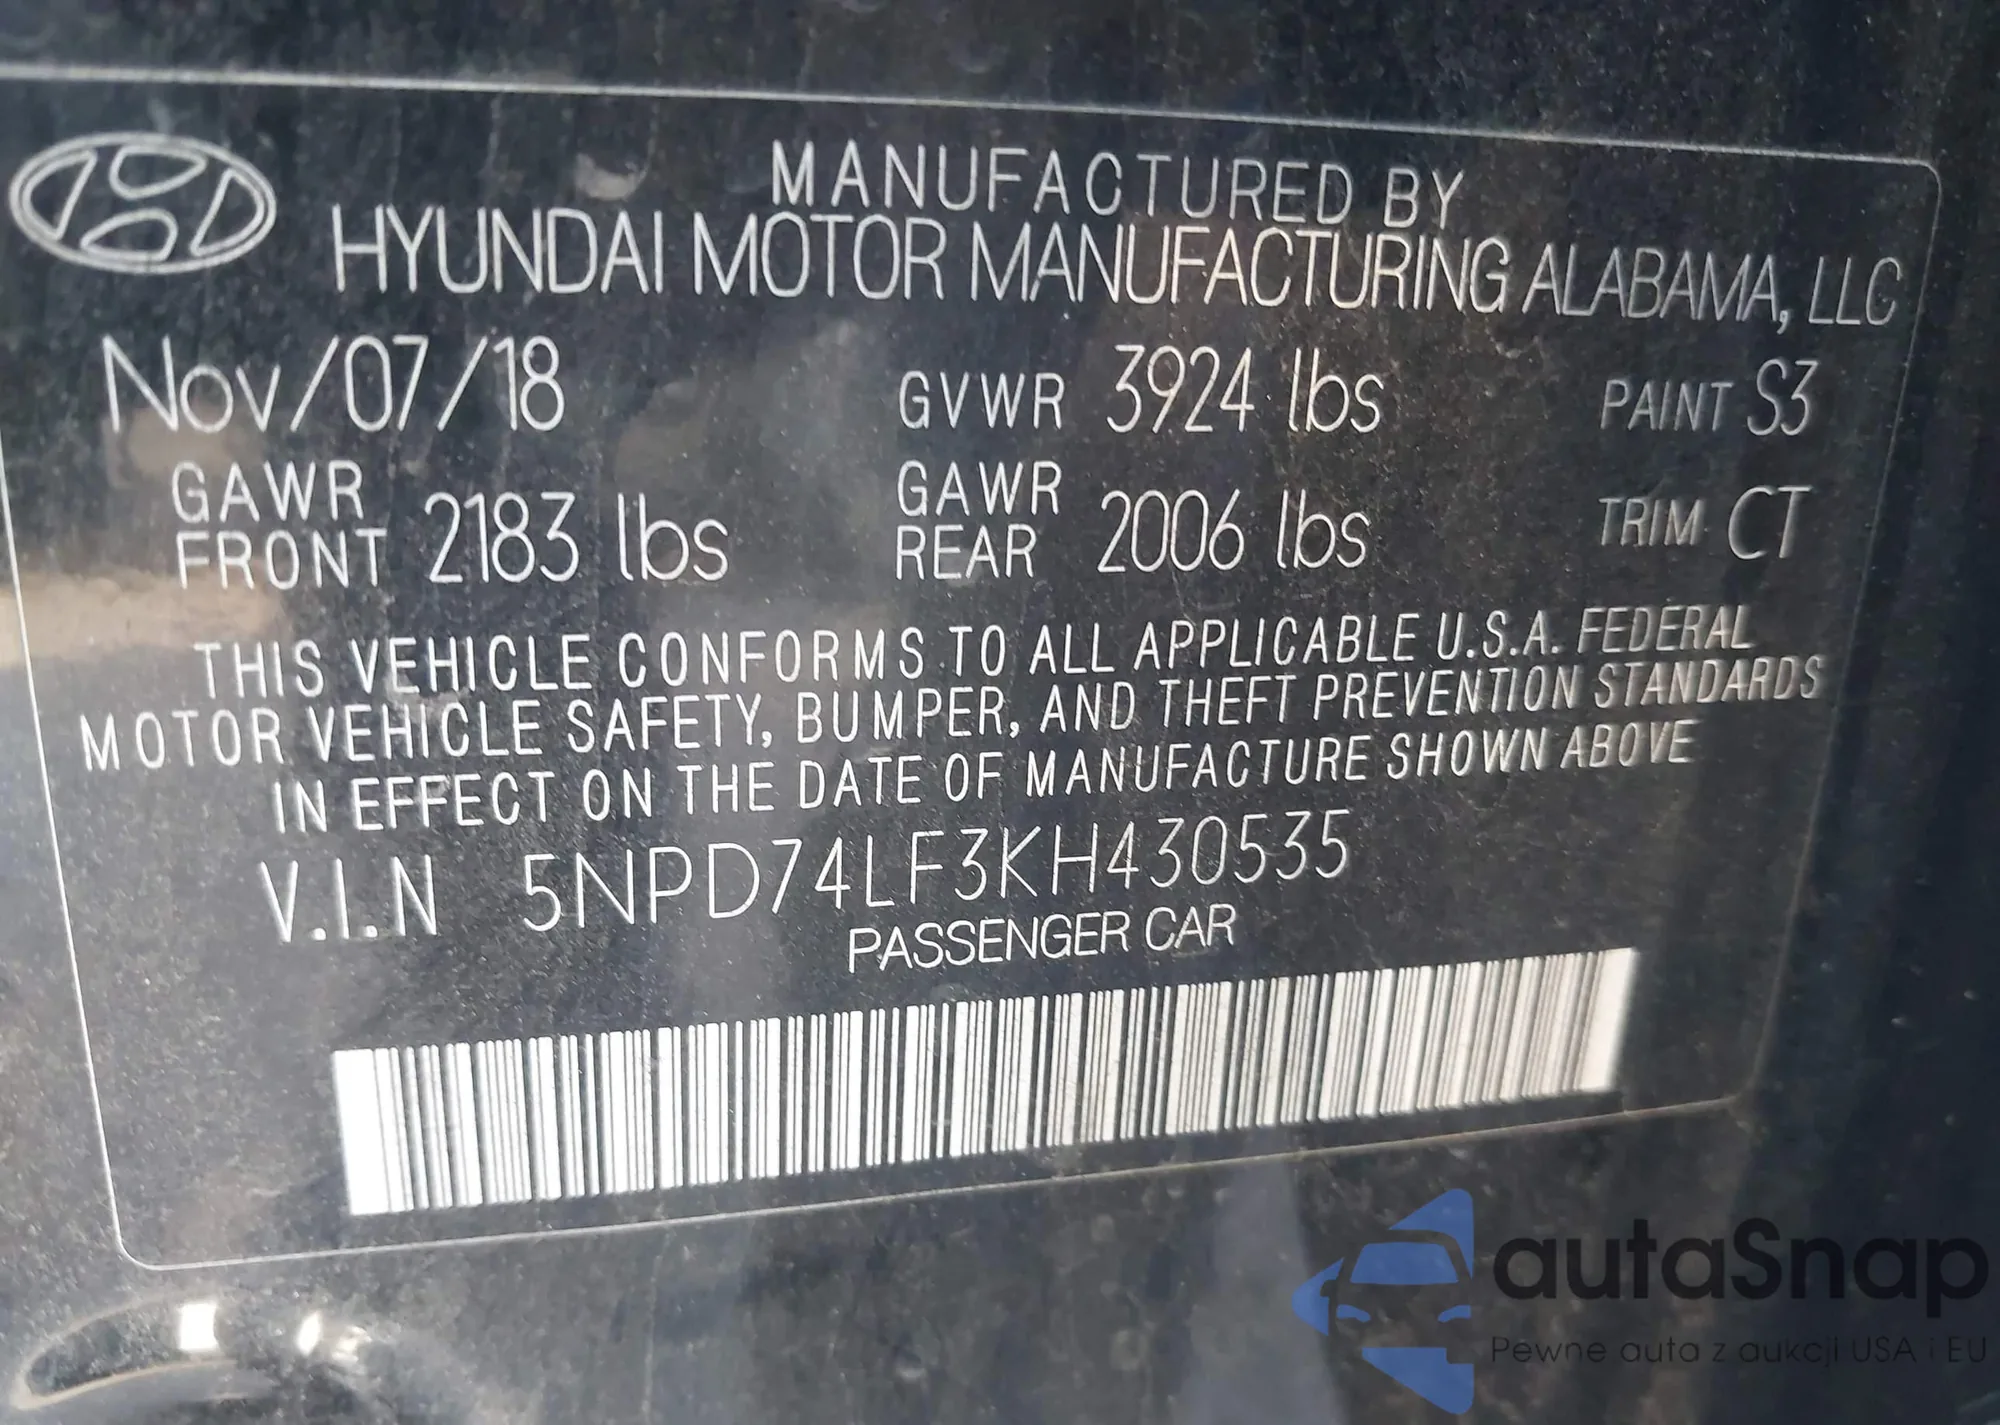 MANUFACTURED BY
HYUNDAI MOTOR MANUFACTURING ALABAMA, LLC
Nov/07/18 GVWR 3924 lbs PAINT S3
GAWR FRONT 2183 lbs GAWR REAR 2006 lbs TRIM CT
THIS VEHICLE CONFORMS TO ALL APPLICABLE U.S.A. FEDERAL
MOTOR VEHICLE SAFETY, BUMPER, AND THEFT PREVENTION STANDARDS
IN EFFECT ON THE DATE OF MANUFACTURE SHOWN ABOVE
V.I.N 5NPD74LF3KH430535
PASSENGER CAR
autaSnap
Pewne auta z aukcji USA i EU